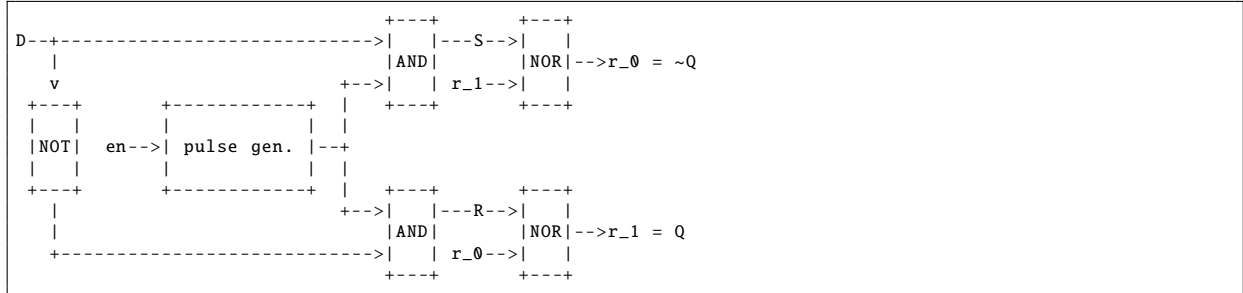 D S
AND NOR r_0 = ~Q
v r_1
NOT en pulse gen.
R
AND NOR r_1 = Q
r_0